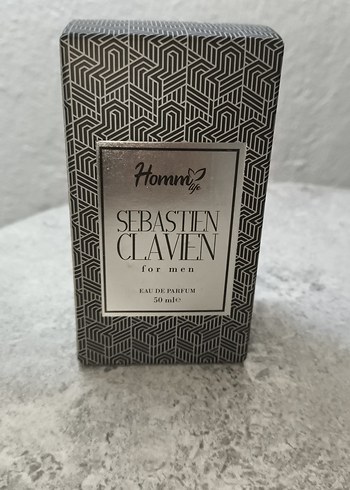 Homm
life
SEBASTIEN
CLAVIEN
for men
EAU DE PARFUM
50 ml℮